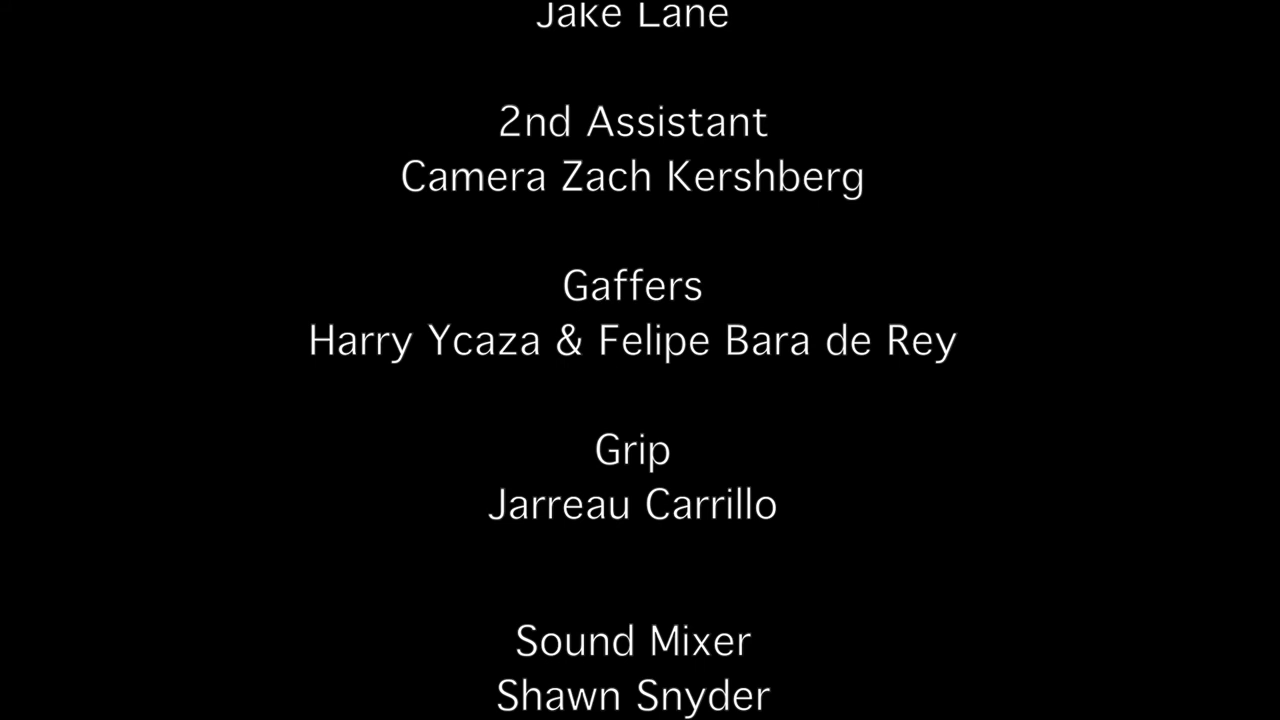 Jake Lane
2nd Assistant
Camera Zach Kershberg
Gaffers
Harry Ycaza & Felipe Bara de Rey
Grip
Jarreau Carrillo
Sound Mixer
Shawn Snyder